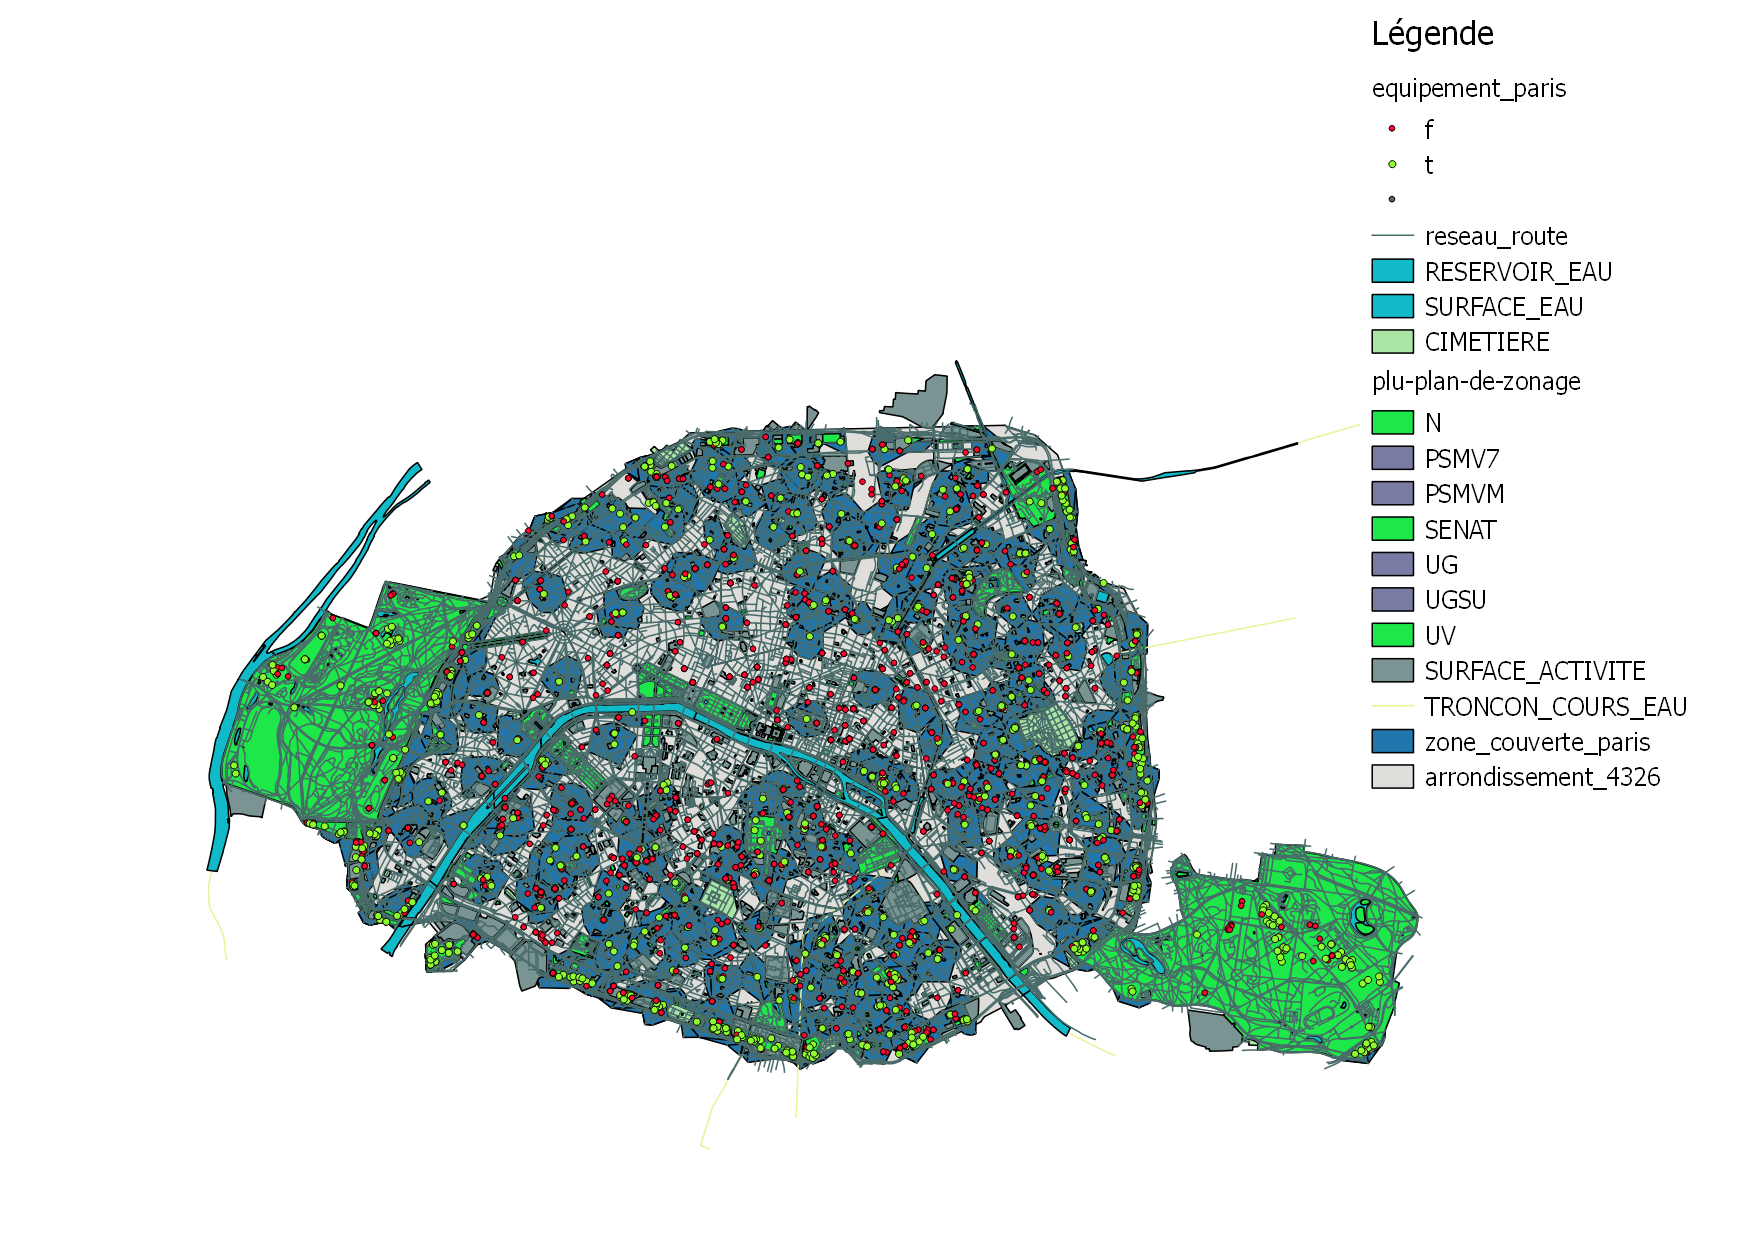 Légende
equipement_paris
f
t
reseau_route
RESERVOIR_EAU
SURFACE_EAU
CIMETIERE
plu-plan-de-zonage
N
PSMV7
PSMVM
SENAT
UG
UGSU
UV
SURFACE_ACTIVITE
TRONCON_COURS_EAU
zone_couverte_paris
arrondissement_4326